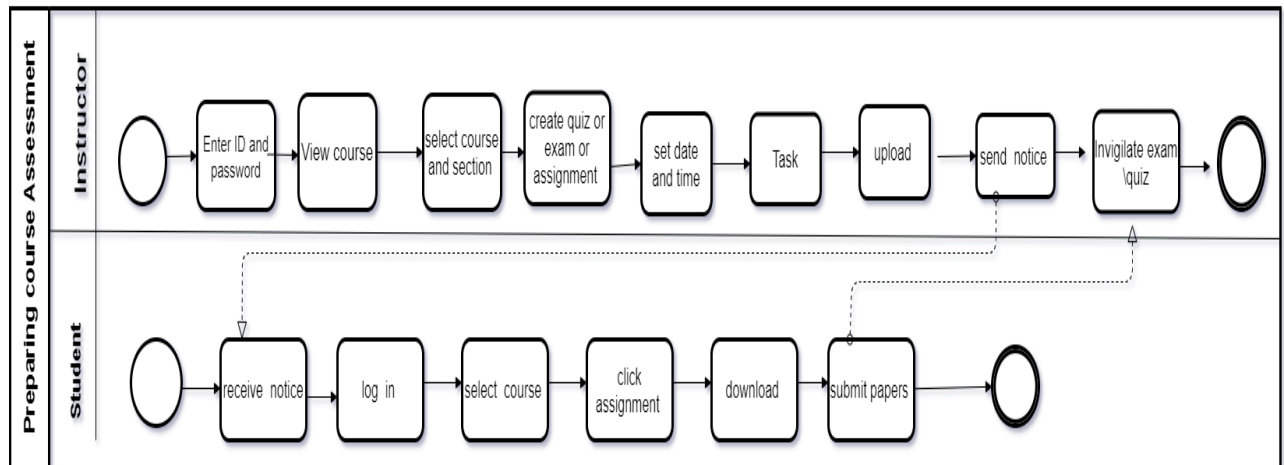 Preparing course Assessment
Instructor
Enter ID and
password
View course
select course
and section
create quiz or
exam or
assignment
set date
and time
Task
upload
send notice
Invigilate exam
\quiz
Student
receive notice
log in
select course
click
assignment
download
submit papers